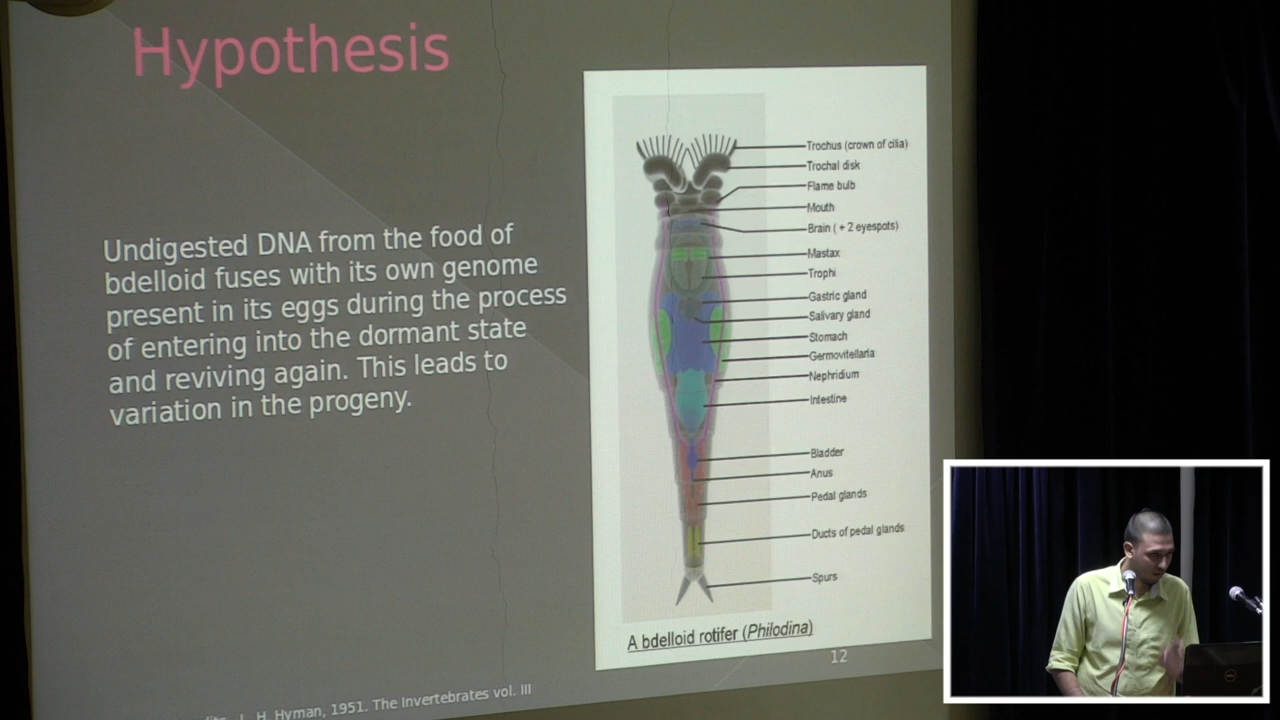 Hypothesis
Undigested DNA from the food of
bdelloid fuses with its own genome
present in its eggs during the process
of entering into the dormant state
and reviving again. This leads to
variation in the progeny.
Trochus (crown of cilia)
Trochal disk
Flame bulb
Mouth
Brain ( + 2 eyespots)
Mastax
Trophi
Gastric gland
Salivary gland
Stomach
Germovitellaria
Nephridium
Intestine
Bladder
Anus
Pedal glands
Ducts of pedal glands
Spurs
A bdelloid rotifer (Philodina)
12
L. H. Hyman, 1951. The Invertebrates vol. III